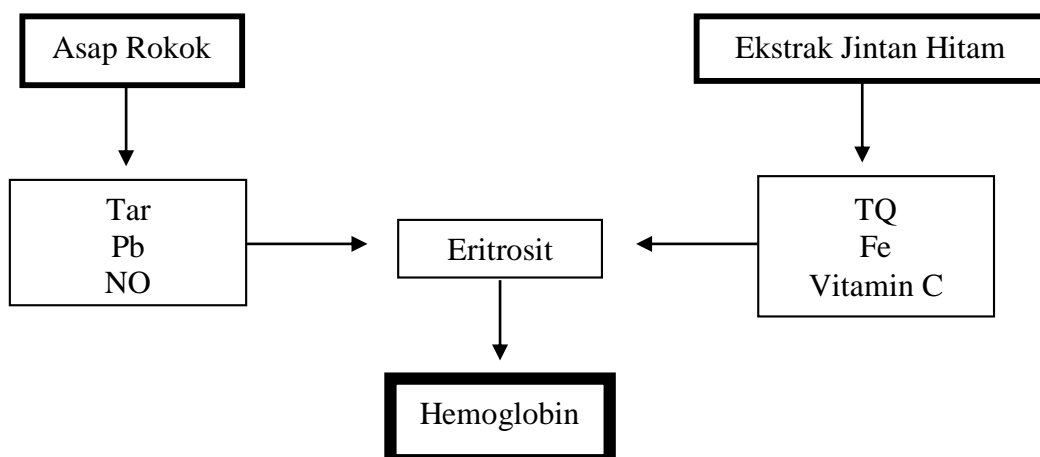 Asap Rokok
Ekstrak Jintan Hitam
Tar
Pb
NO
Eritrosit
TQ
Fe
Vitamin C
Hemoglobin